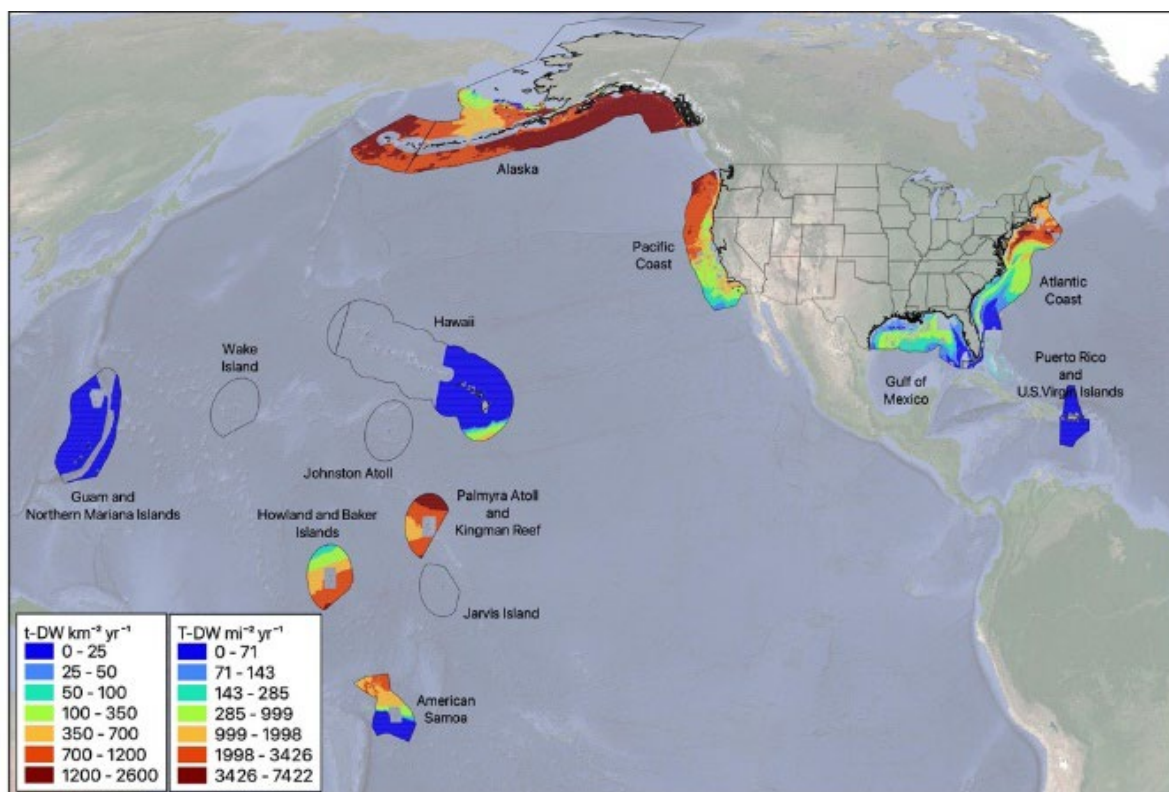 Alaska
Pacific
Coast
Atlantic
Coast
Hawaii
Wake
Island
Gulf of
Mexico
Puerto Rico
and
U.S.Virgin Islands
Johnston Atoll
Guam and
Northern Mariana Islands
Howland and Baker
Islands
Palmyra Atoll
and
Kingman Reef
Jarvis Island
American
Samoa
t-DW km⁻² yr⁻¹
0 - 25
25 - 50
50 - 100
100 - 350
350 - 700
700 - 1200
1200 - 2600
T-DW mi⁻² yr⁻¹
0 - 71
71 - 143
143 - 285
285 - 999
999 - 1998
1998 - 3426
3426 - 7422